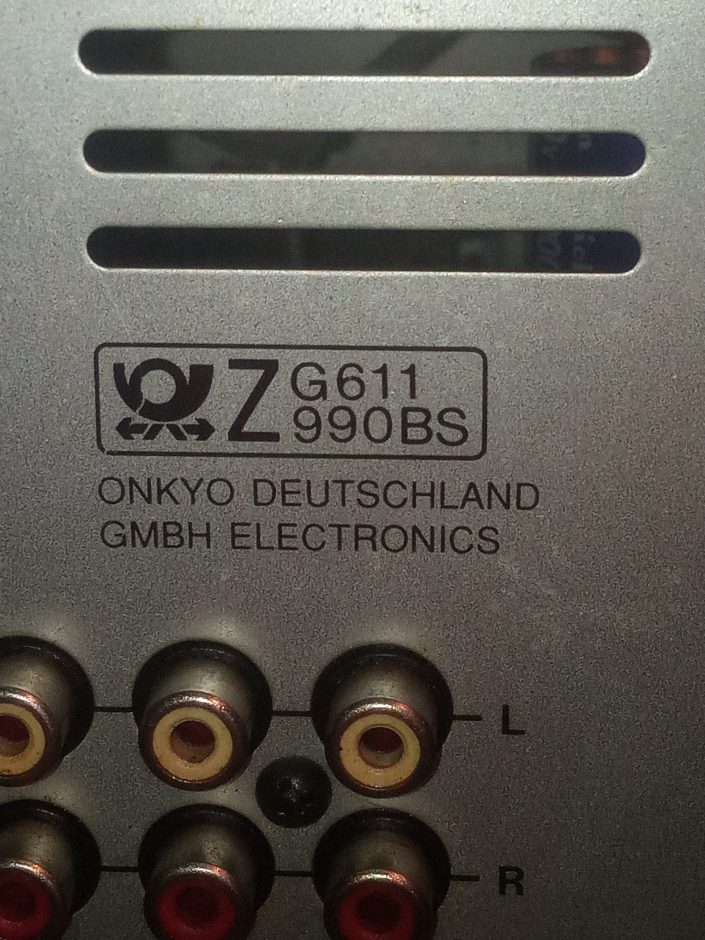 Z G611
990BS
ONKYO DEUTSCHLAND
GMBH ELECTRONICS
L
R